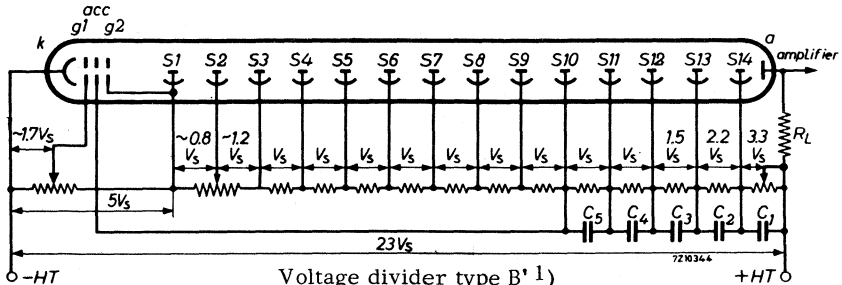 acc
g1 g2
k
a
amplifier
S1 S2 S3 S4 S5 S6 S7 S8 S9 S10 S11 S12 S13 S14
~1.7Vs
~0.8 ~1.2 1.5 2.2 3.3
Vs Vs Vs Vs Vs Vs Vs Vs Vs Vs Vs Vs Vs Vs
RL
5Vs
C5 C4 C3 C2 C1
23Vs
7Z10344
-HT
Voltage divider type B' 1)
+HT